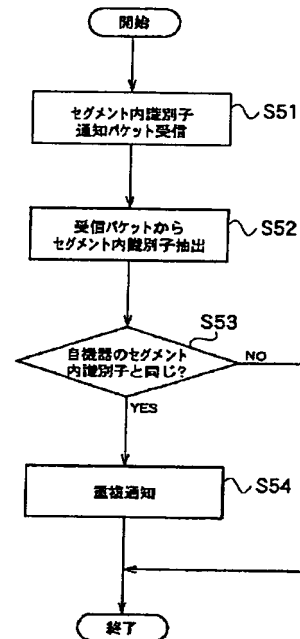 開始
セグメント内識別子
通知パケット受信
S51
受信パケットから
セグメント内識別子抽出
S52
S53
自機器のセグメント
内識別子と同じ?
NO
YES
重複通知
S54
終了